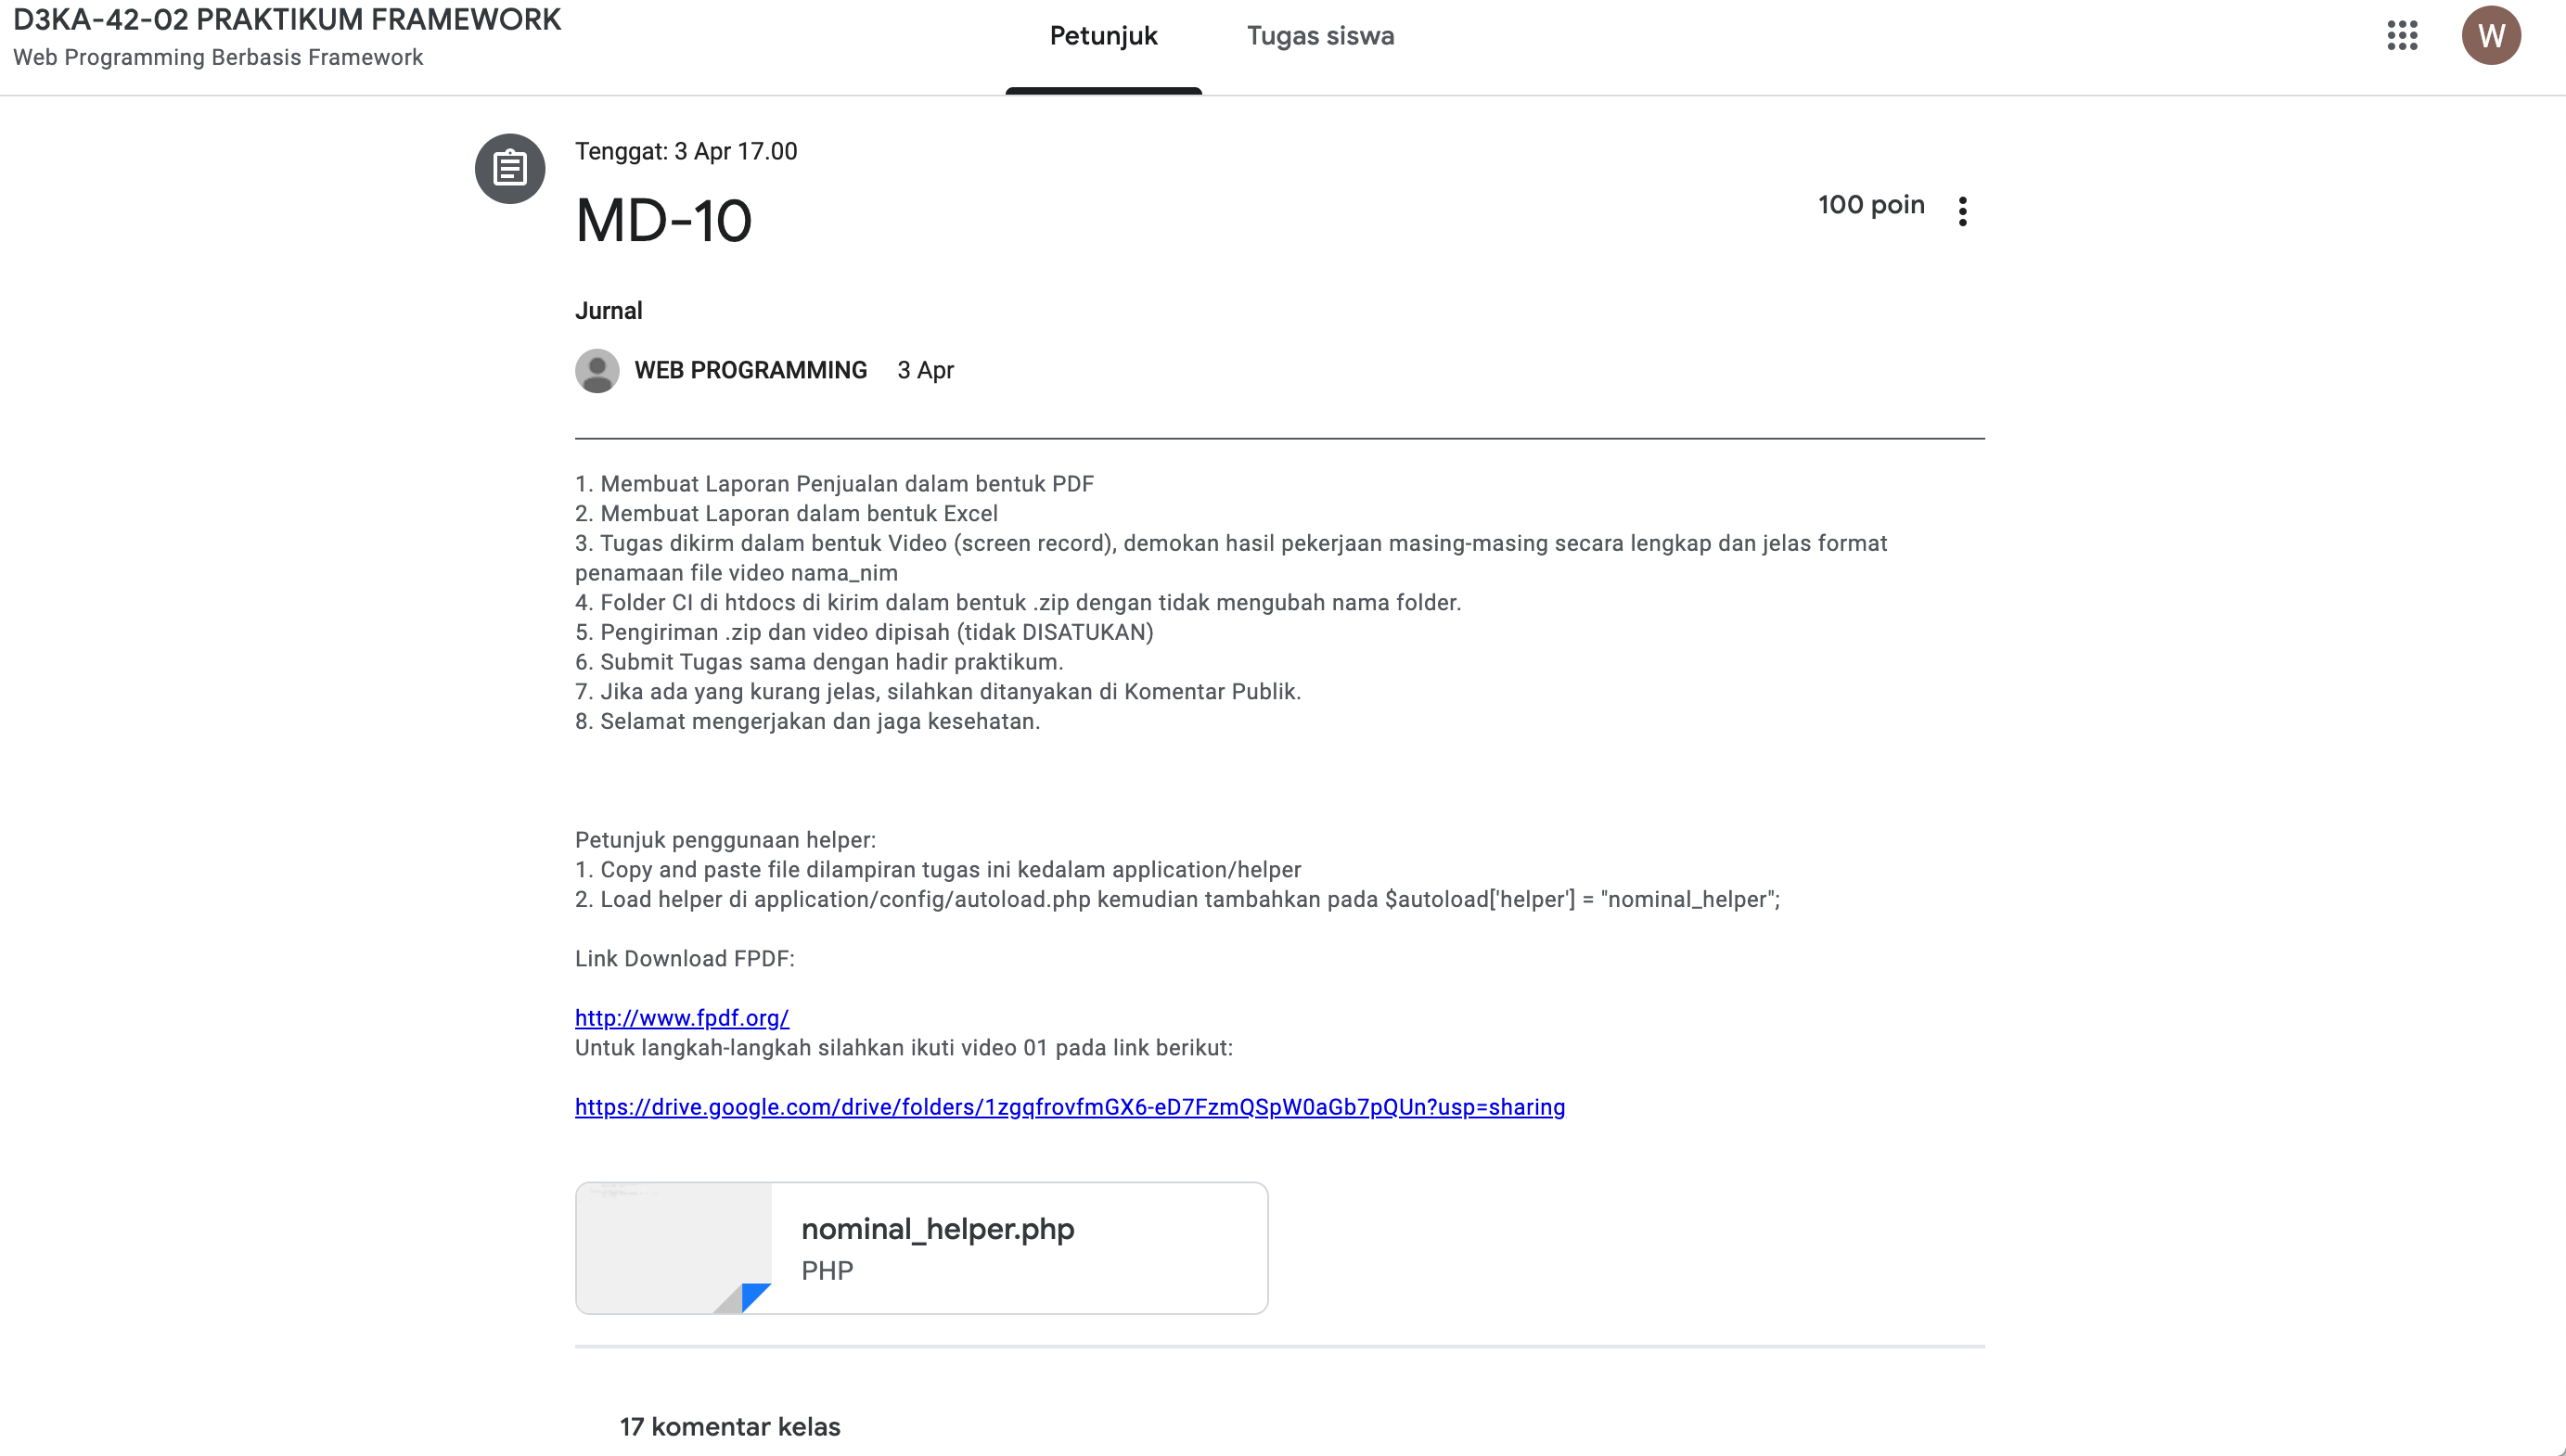 D3KA-42-02 PRAKTIKUM FRAMEWORK
Web Programming Berbasis Framework
Petunjuk
Tugas siswa
W
Tenggat: 3 Apr 17.00
MD-10
100 poin
Jurnal
WEB PROGRAMMING 3 Apr
1. Membuat Laporan Penjualan dalam bentuk PDF
2. Membuat Laporan dalam bentuk Excel
3. Tugas dikirm dalam bentuk Video (screen record), demokan hasil pekerjaan masing-masing secara lengkap dan jelas format
penamaan file video nama_nim
4. Folder CI di htdocs di kirim dalam bentuk .zip dengan tidak mengubah nama folder.
5. Pengiriman .zip dan video dipisah (tidak DISATUKAN)
6. Submit Tugas sama dengan hadir praktikum.
7. Jika ada yang kurang jelas, silahkan ditanyakan di Komentar Publik.
8. Selamat mengerjakan dan jaga kesehatan.
Petunjuk penggunaan helper:
1. Copy and paste file dilampiran tugas ini kedalam application/helper
2. Load helper di application/config/autoload.php kemudian tambahkan pada $autoload['helper'] = "nominal_helper";
Link Download FPDF:
http://www.fpdf.org/
Untuk langkah-langkah silahkan ikuti video 01 pada link berikut:
https://drive.google.com/drive/folders/1zgqfrovfmGX6-eD7FzmQSpW0aGb7pQUn?usp=sharing
nominal_helper.php
PHP
17 komentar kelas